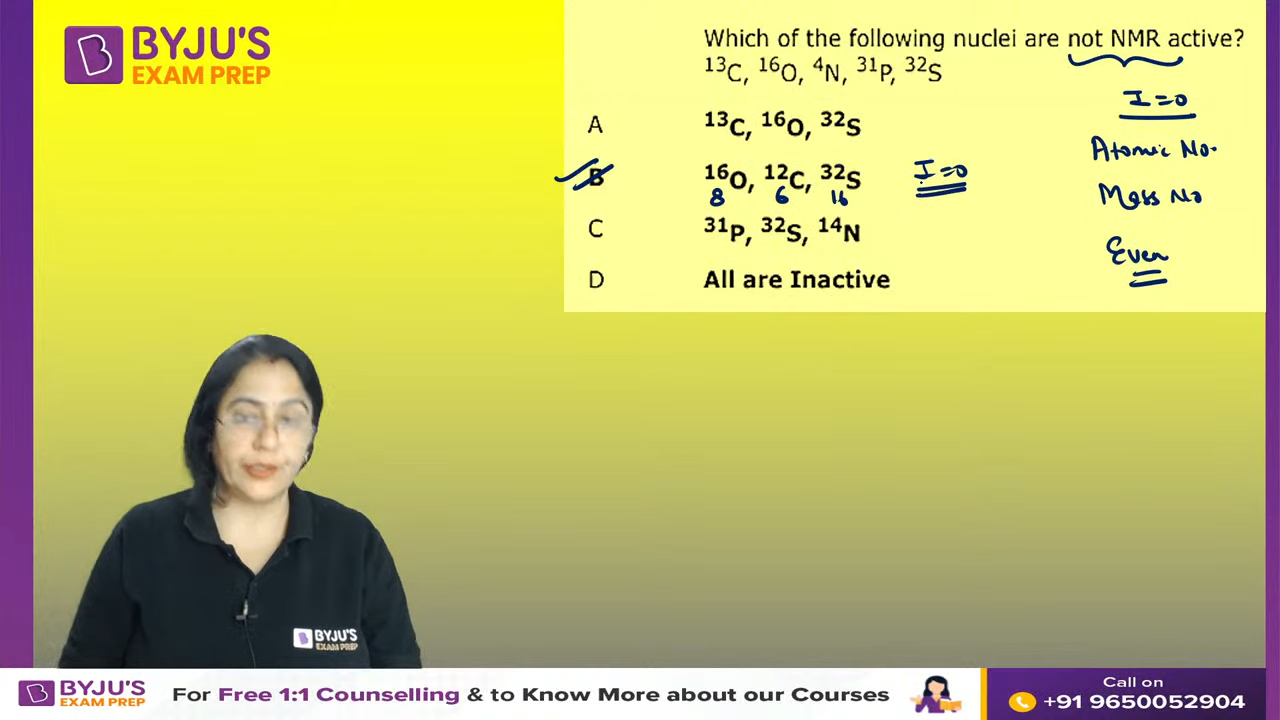 BYJU'S
EXAM PREP
Which of the following nuclei are not NMR active?
¹³C, ¹⁶O, ⁴N, ³¹P, ³²S
I=0
A ¹³C, ¹⁶O, ³²S
Atomic No.
B ¹⁶O, ¹²C, ³²S I=0
8 6 16
Mass No
C ³¹P, ³²S, ¹⁴N
Even
D All are Inactive
BYJU'S
EXAM PREP
BYJU'S
EXAM PREP
For Free 1:1 Counselling & to Know More about our Courses
Call on
+91 9650052904